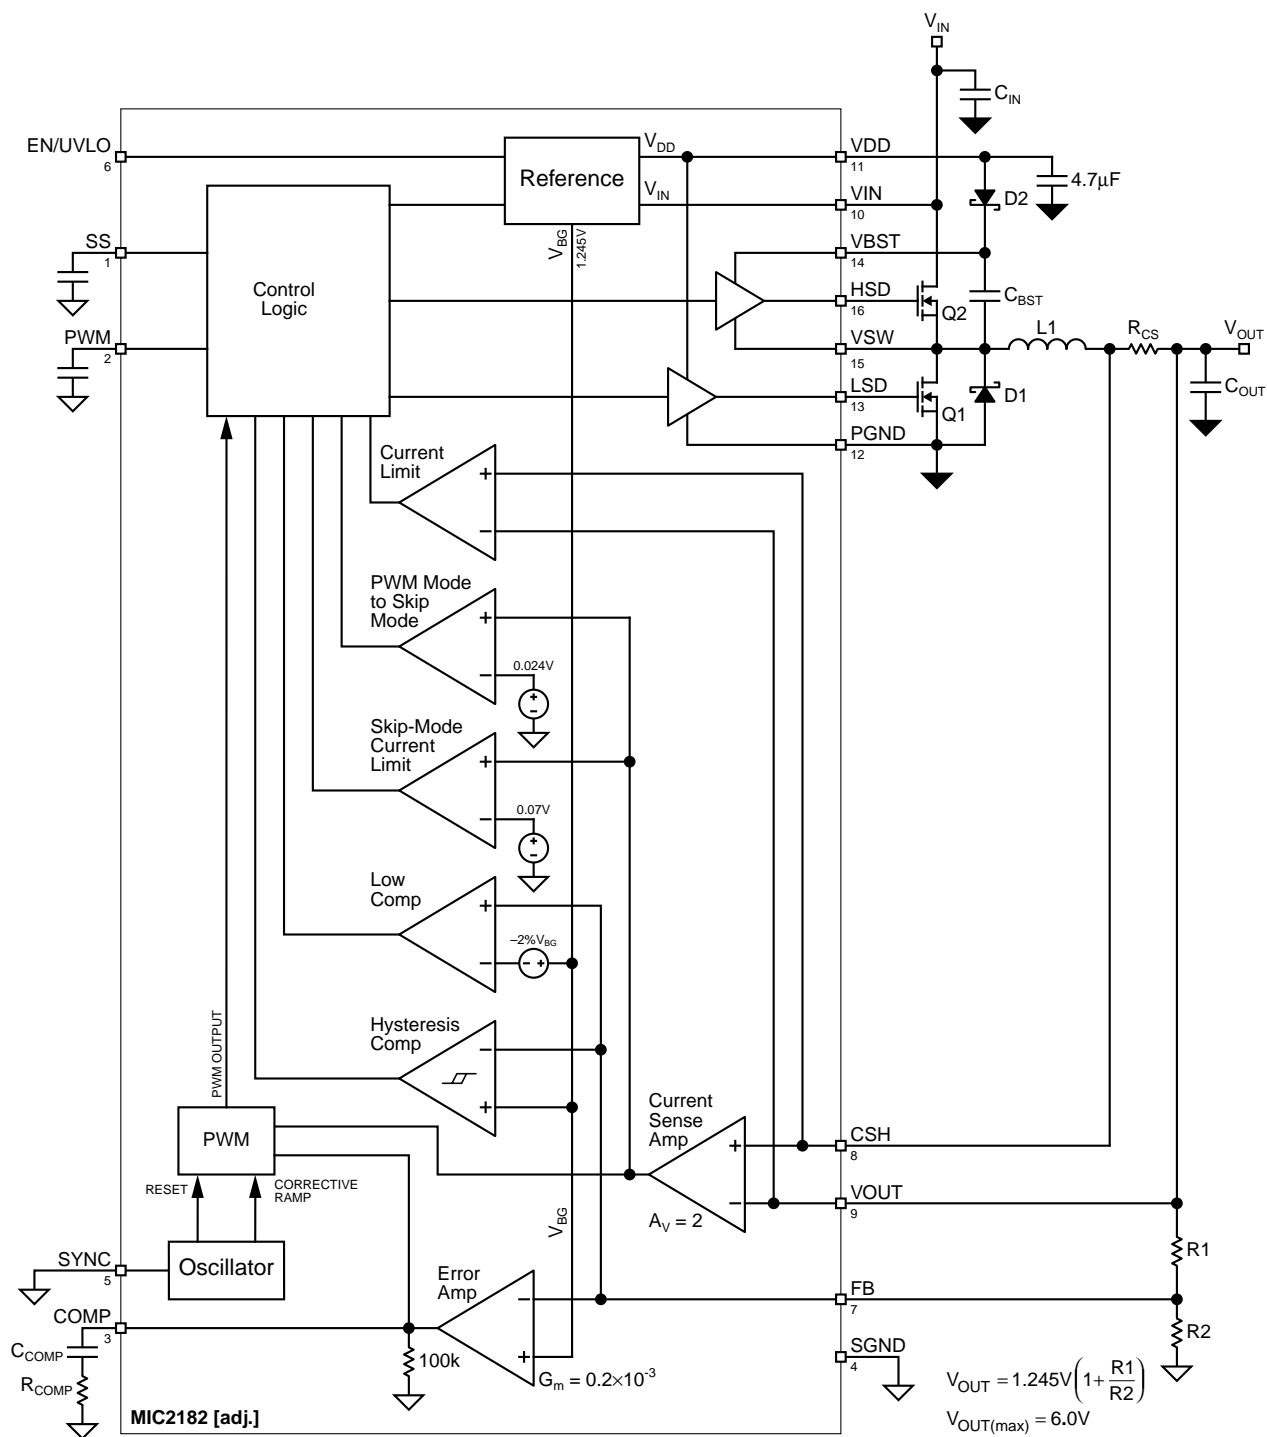 V_IN
C_IN
EN/UVLO
6
Reference
V_DD
VDD
11
V_IN
VIN
10
4.7µF
D2
V_BG
1.245V
SS
1
Control
Logic
VBST
14
HSD
16
Q2
C_BST
PWM
2
VSW
15
L1
R_CS
V_OUT
LSD
13
Q1
D1
C_OUT
PGND
12
Current
Limit
+
–
PWM Mode
to Skip
Mode
+
–
0.024V
+
–
Skip-Mode
Current
Limit
+
–
0.07V
+
–
Low
Comp
+
–
–2%V_BG
- +
Hysteresis
Comp
–
+
PWM OUTPUT
PWM
RESET
CORRECTIVE
RAMP
Current
Sense
Amp
+
–
A_V = 2
CSH
8
VOUT
9
V_BG
R1
SYNC
5
Oscillator
Error
Amp
–
+
FB
7
COMP
3
R2
C_COMP
R_COMP
100k
G_m = 0.2×10^-3
SGND
4
V_OUT = 1.245V(1+R1/R2)
V_OUT(max) = 6.0V
MIC2182 [adj.]